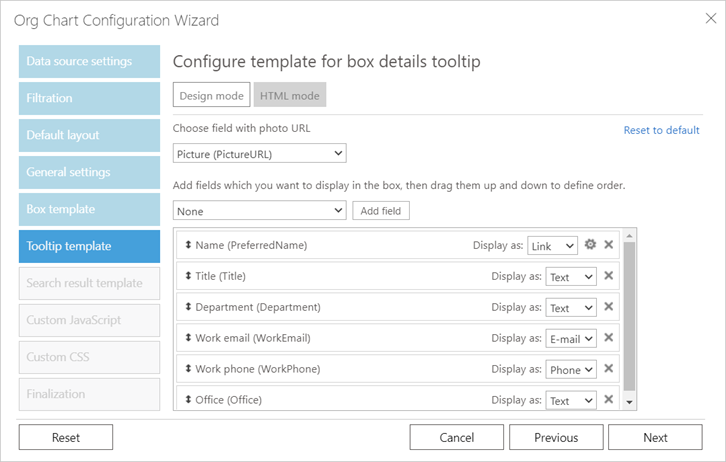 Org Chart Configuration Wizard
Data source settings
Filtration
Default layout
General settings
Box template
Tooltip template
Search result template
Custom JavaScript
Custom CSS
Finalization
Configure template for box details tooltip
Design mode HTML mode
Choose field with photo URL
Reset to default
Picture (PictureURL)
Add fields which you want to display in the box, then drag them up and down to define order.
None Add field
Name (PreferredName) Display as: Link
Title (Title) Display as: Text
Department (Department) Display as: Text
Work email (WorkEmail) Display as: E-mail
Work phone (WorkPhone) Display as: Phone
Office (Office) Display as: Text
Reset Cancel Previous Next